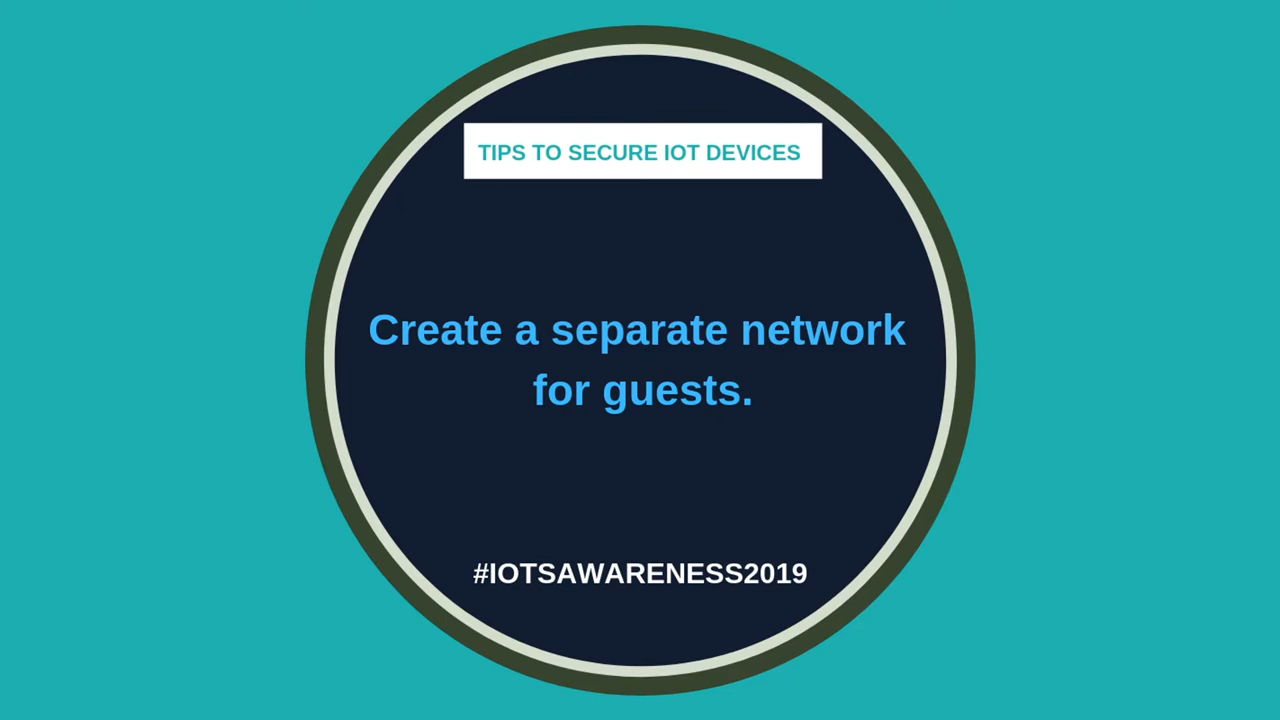 TIPS TO SECURE IOT DEVICES
Create a separate network
for guests.
#IOTSAWARENESS2019